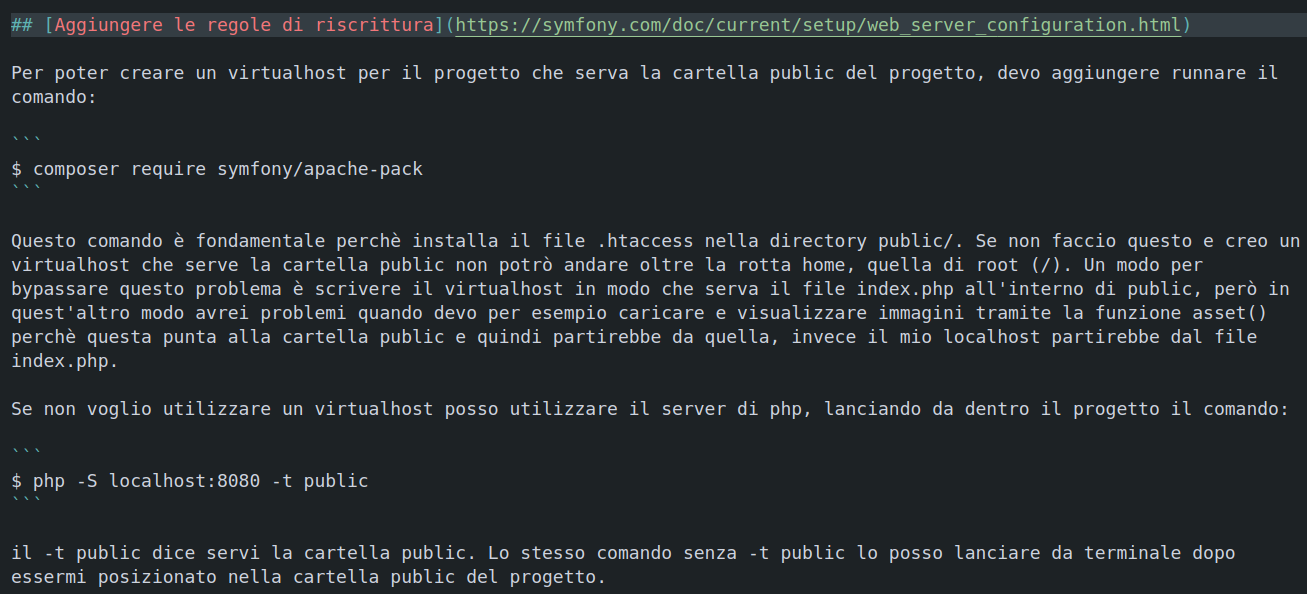 ## [Aggiungere le regole di riscrittura](https://symfony.com/doc/current/setup/web_server_configuration.html)
Per poter creare un virtualhost per il progetto che serva la cartella public del progetto, devo aggiungere runnare il
comando:
```
$ composer require symfony/apache-pack
```
Questo comando è fondamentale perchè installa il file .htaccess nella directory public/. Se non faccio questo e creo un
virtualhost che serve la cartella public non potrò andare oltre la rotta home, quella di root (/). Un modo per
bypassare questo problema è scrivere il virtualhost in modo che serva il file index.php all'interno di public, però in
quest'altro modo avrei problemi quando devo per esempio caricare e visualizzare immagini tramite la funzione asset()
perchè questa punta alla cartella public e quindi partirebbe da quella, invece il mio localhost partirebbe dal file
index.php.
Se non voglio utilizzare un virtualhost posso utilizzare il server di php, lanciando da dentro il progetto il comando:
```
$ php -S localhost:8080 -t public
```
il -t public dice servi la cartella public. Lo stesso comando senza -t public lo posso lanciare da terminale dopo
essermi posizionato nella cartella public del progetto.